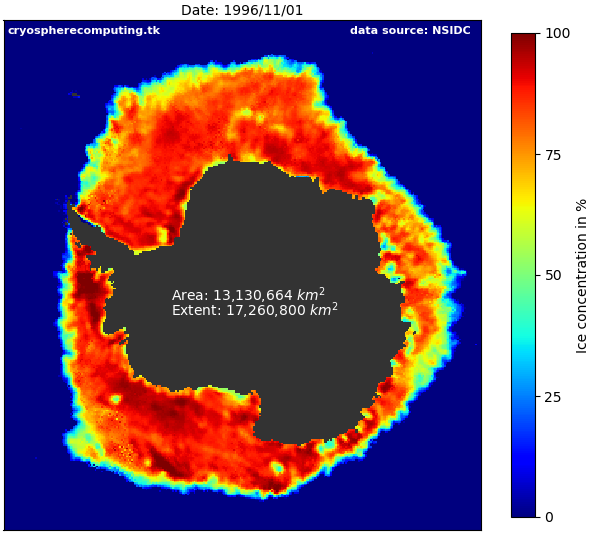 Date: 1996/11/01
cryospherecomputing.tk
data source: NSIDC
Area: 13,130,664 km²
Extent: 17,260,800 km²
100
75
50
25
0
Ice concentration in %